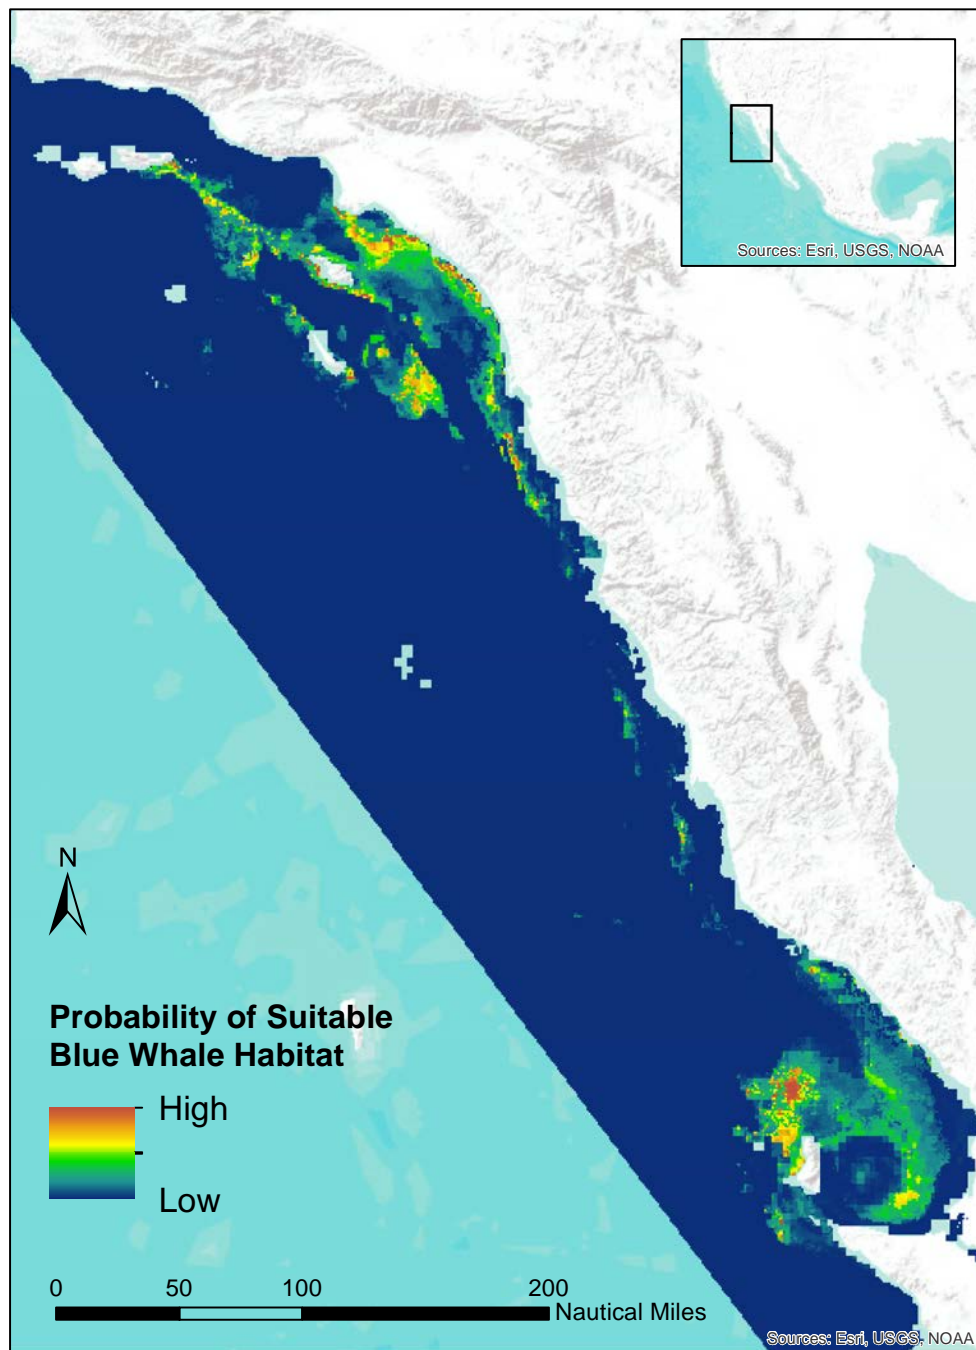 Sources: Esri, USGS, NOAA
N
Probability of Suitable
Blue Whale Habitat
High
Low
0 50 100 200
Nautical Miles
Sources: Esri, USGS, NOAA